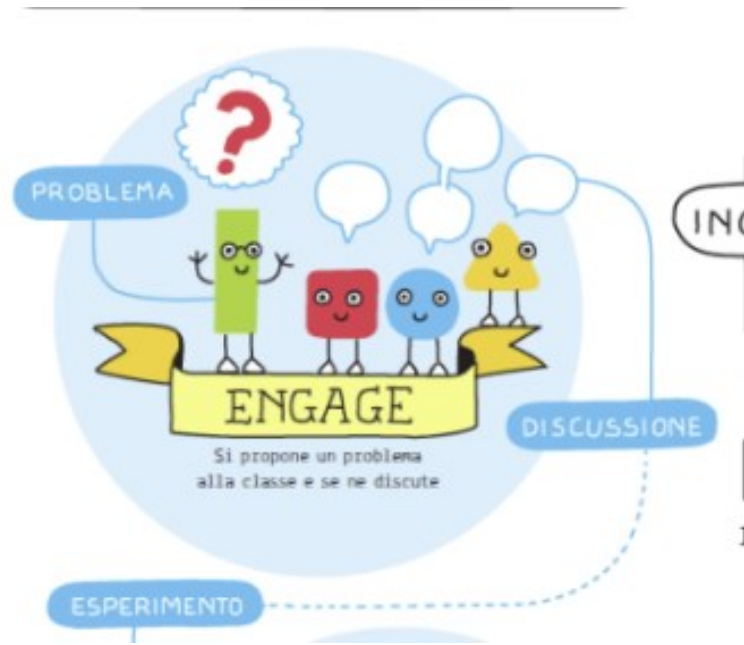 ?
PROBLEMA
ENGAGE
Si propone un problema
alla classe e se ne discute
DISCUSSIONE
ESPERIMENTO